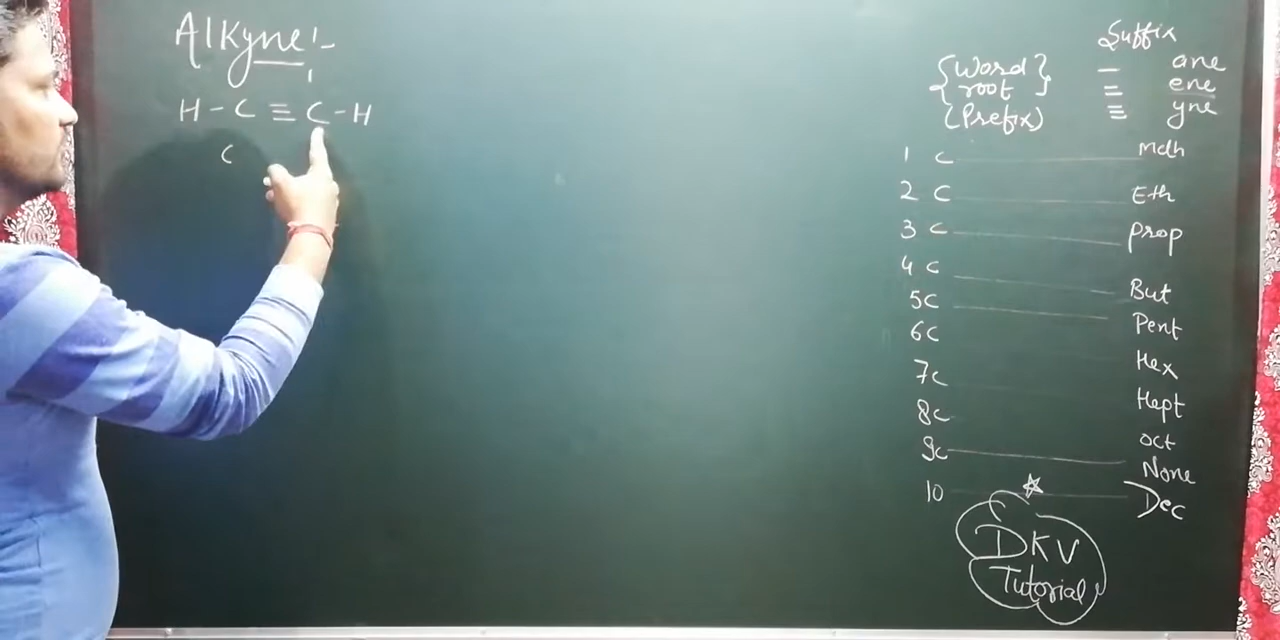 Alkyne :-
H - C ≡ C - H
C
Suffix
{Word root} (Prefix)
— ane
= ene
≡ yne
1 C Meth
2 C Eth
3 C Prop
4 C But
5C Pent
6C Hex
7C Hept
8C Oct
9C None
10 Dec
DKV
Tutorial